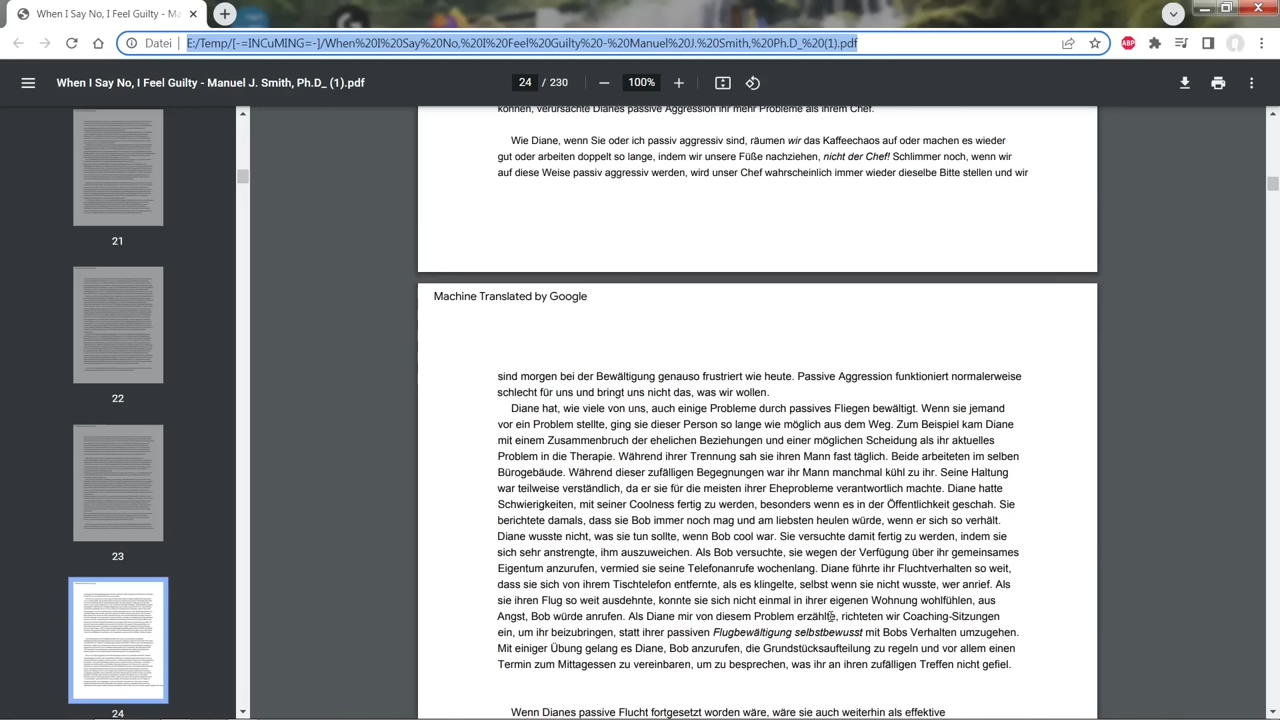 When I Say No, I Feel Guilty - Ma
Datei
E:/Temp/[-=INCuMING=-]/When%20I%20Say%20No,%20I%20Feel%20Guilty%20-%20Manuel%20J.%20Smith,%20Ph.D_%20(1).pdf
ABP
When I Say No, I Feel Guilty - Manuel J. Smith, Ph.D_ (1).pdf
24 / 230
100%
21
22
23
24
können, verursachte Dianes passive Aggression ihr mehr Probleme als ihrem Chef.
Wie Diane, wenn Sie oder ich passiv aggressiv sind, räumen wir das Kaffeechaos auf oder machen es wieder
gut oder arbeiten doppelt so lange, indem wir unsere Füße nachziehen, nicht der Chef! Schlimmer noch, wenn wir
auf diese Weise passiv aggressiv werden, wird unser Chef wahrscheinlich immer wieder dieselbe Bitte stellen und wir
Machine Translated by Google
sind morgen bei der Bewältigung genauso frustriert wie heute. Passive Aggression funktioniert normalerweise
schlecht für uns und bringt uns nicht das, was wir wollen.
Diane hat, wie viele von uns, auch einige Probleme durch passives Fliegen bewältigt. Wenn sie jemand
vor ein Problem stellte, ging sie dieser Person so lange wie möglich aus dem Weg. Zum Beispiel kam Diane
mit einem Zusammenbruch der ehelichen Beziehungen und einer möglichen Scheidung als ihr aktuelles
Problem in die Therapie. Während ihrer Trennung sah sie ihren Mann fast täglich. Beide arbeiteten im selben
Bürogebäude. Während dieser zufälligen Begegnungen war ihr Mann manchmal kühl zu ihr. Seine Haltung
war teilweise verständlich, da er sie für die meisten ihrer Eheprobleme verantwortlich machte. Diane hatte
Schwierigkeiten, mit seiner Coolness fertig zu werden, besonders wenn es in der Öffentlichkeit geschah. Sie
berichtete damals, dass sie Bob immer noch mag und am liebsten heulen würde, wenn er sich so verhält.
Diane wusste nicht, was sie tun sollte, wenn Bob cool war. Sie versuchte damit fertig zu werden, indem sie
sich sehr anstrengte, ihm auszuweichen. Als Bob versuchte, sie wegen der Verfügung über ihr gemeinsames
Eigentum anzurufen, vermied sie seine Telefonanrufe wochenlang. Diane führte ihr Fluchtverhalten so weit,
dass sie sich von ihrem Tischtelefon entfernte, als es klingelte, selbst wenn sie nicht wusste, wer anrief. Als
sie ihren Flug so weit ausdehnte, konnte sie sich nicht einmal in ihrer eigenen Wohnung wohlfühlen, aus
Angst, Bob würde anrufen. Als Diane mir von diesem Problem erzählte, richteten wir Coaching-Sitzungen
ein, um ihr beizubringen, statt ihrer passiven Flugbewältigung selbstbewusst mit Bobs Verhalten umzugehen.
Mit einiger Übung gelang es Diane, Bob anzurufen, die Grundstücksaufteilung zu regeln und vor allem einen
Termin zum Mittagessen zu vereinbaren, um zu besprechen, was ihr an ihren zufälligen Treffen nicht gefiel.
Wenn Dianes passive Flucht fortgesetzt worden wäre, wäre sie auch weiterhin als effektive